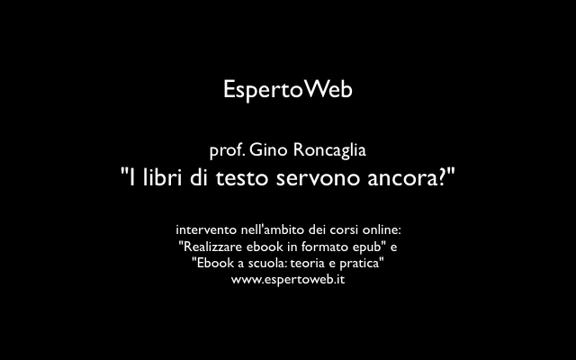 EspertoWeb
prof. Gino Roncaglia
"I libri di testo servono ancora?"
intervento nell'ambito dei corsi online:
"Realizzare ebook in formato epub" e
"Ebook a scuola: teoria e pratica"
www.espertoweb.it